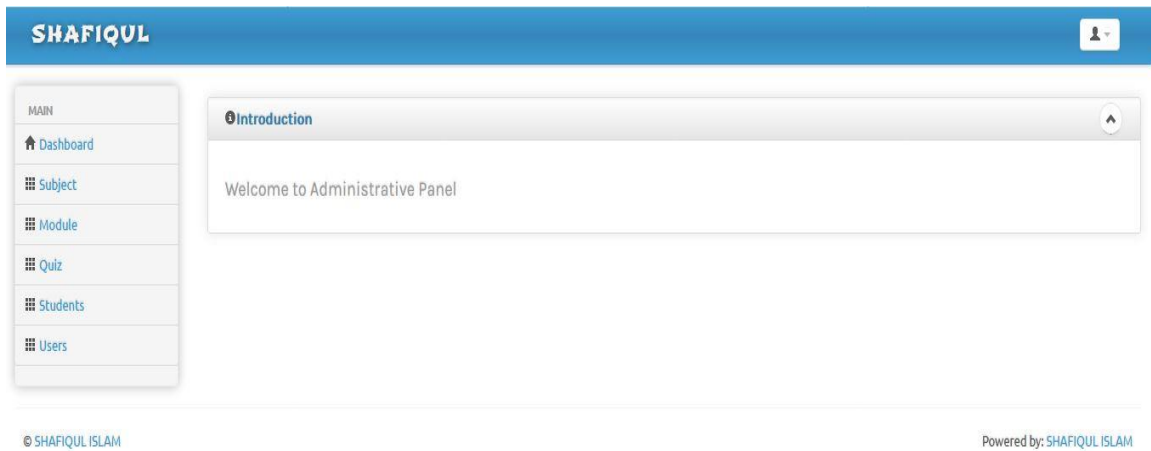 SHAFIQUL
MAIN
Dashboard
Subject
Module
Quiz
Students
Users
Introduction
Welcome to Administrative Panel
© SHAFIQUL ISLAM
Powered by: SHAFIQUL ISLAM